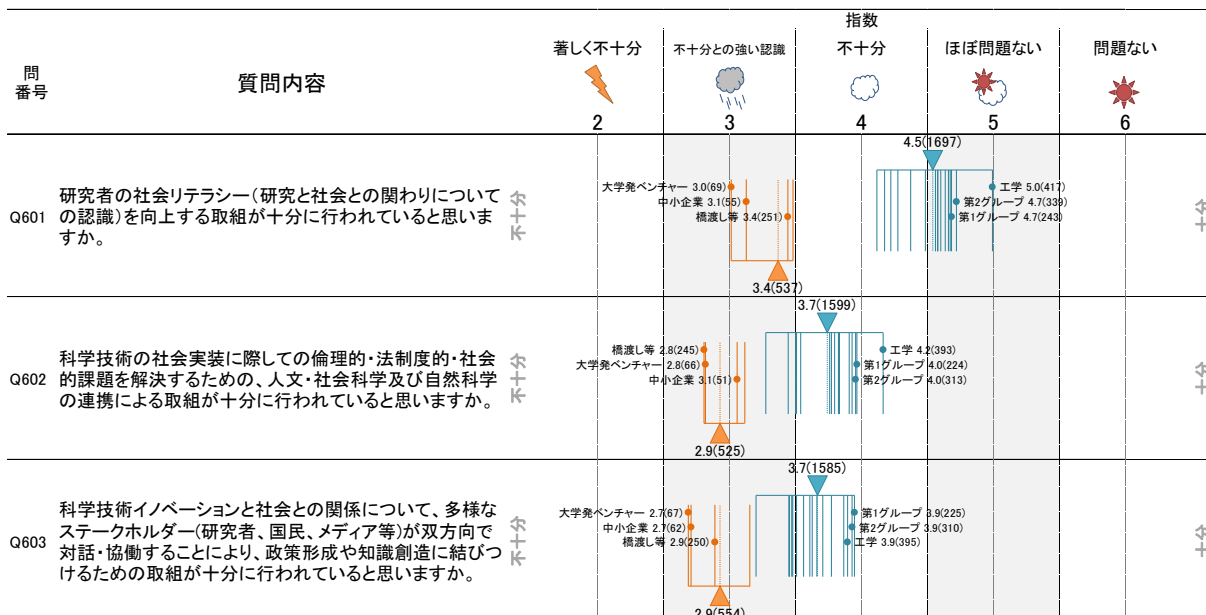 指数
著しく不十分
不十分との強い認識
不十分
ほぼ問題ない
問題ない
問
番号
質問内容
2
3
4
5
6
Q601
研究者の社会リテラシー(研究と社会との関わりについて
の認識)を向上する取組が十分に行われていると思いま
すか。
不十分
大学発ベンチャー 3.0(69)
中小企業 3.1(55)
橋渡し等 3.4(251)
3.4(537)
4.5(1697)
工学 5.0(417)
第2グループ 4.7(339)
第1グループ 4.7(243)
十分
Q602
科学技術の社会実装に際しての倫理的・法制度的・社会
的課題を解決するための、人文・社会科学及び自然科学
の連携による取組が十分に行われていると思いますか。
不十分
橋渡し等 2.8(245)
大学発ベンチャー 2.8(66)
中小企業 3.1(51)
2.9(525)
3.7(1599)
工学 4.2(393)
第1グループ 4.0(224)
第2グループ 4.0(313)
十分
Q603
科学技術イノベーションと社会との関係について、多様な
ステークホルダー(研究者、国民、メディア等)が双方向で
対話・協働することにより、政策形成や知識創造に結びつ
けるための取組が十分に行われていると思いますか。
不十分
大学発ベンチャー 2.7(67)
中小企業 2.7(62)
橋渡し等 2.9(250)
2.9(554)
3.7(1585)
第1グループ 3.9(225)
第2グループ 3.9(310)
工学 3.9(395)
十分